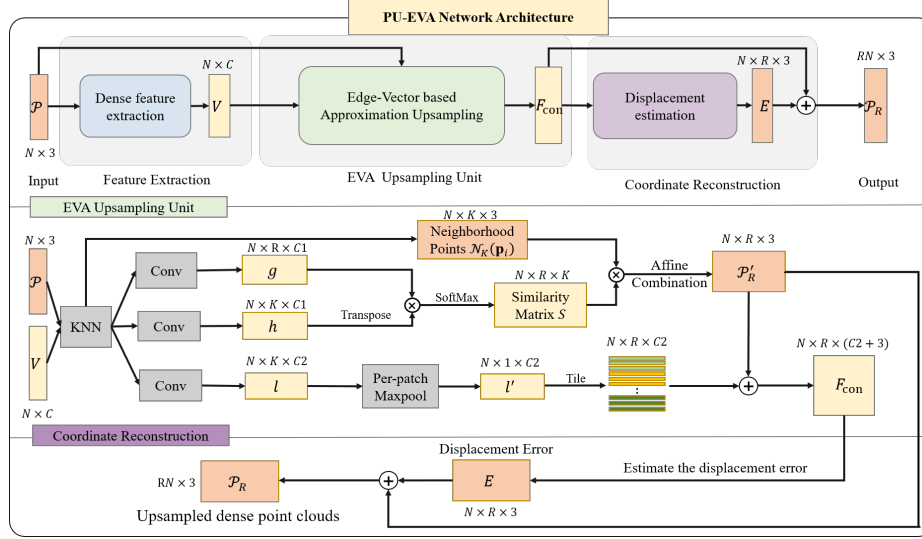 PU-EVA Network Architecture
N × C
N × R × 3
RN × 3
𝒫
Dense feature
extraction
V
Edge-Vector based
Approximation Upsampling
F_con
Displacement
estimation
E
+
𝒫_R
N × 3
Input
Feature Extraction
EVA Upsampling Unit
Coordinate Reconstruction
Output
EVA Upsampling Unit
N × K × 3
N × 3
Neighborhood
Points 𝒩_K(𝐩_i)
N × R × 3
𝒫
Conv
N × R × C1
g
N × R × K
×
Affine
Combination
𝒫′_R
KNN
Conv
N × K × C1
h
Transpose
×
SoftMax
Similarity
Matrix S
V
Conv
N × K × C2
l
Per-patch
Maxpool
N × 1 × C2
l′
Tile
N × R × C2
:
+
N × R × (C2 + 3)
F_con
N × C
Coordinate Reconstruction
Displacement Error
Estimate the displacement error
RN × 3
𝒫_R
+
E
N × R × 3
Upsampled dense point clouds